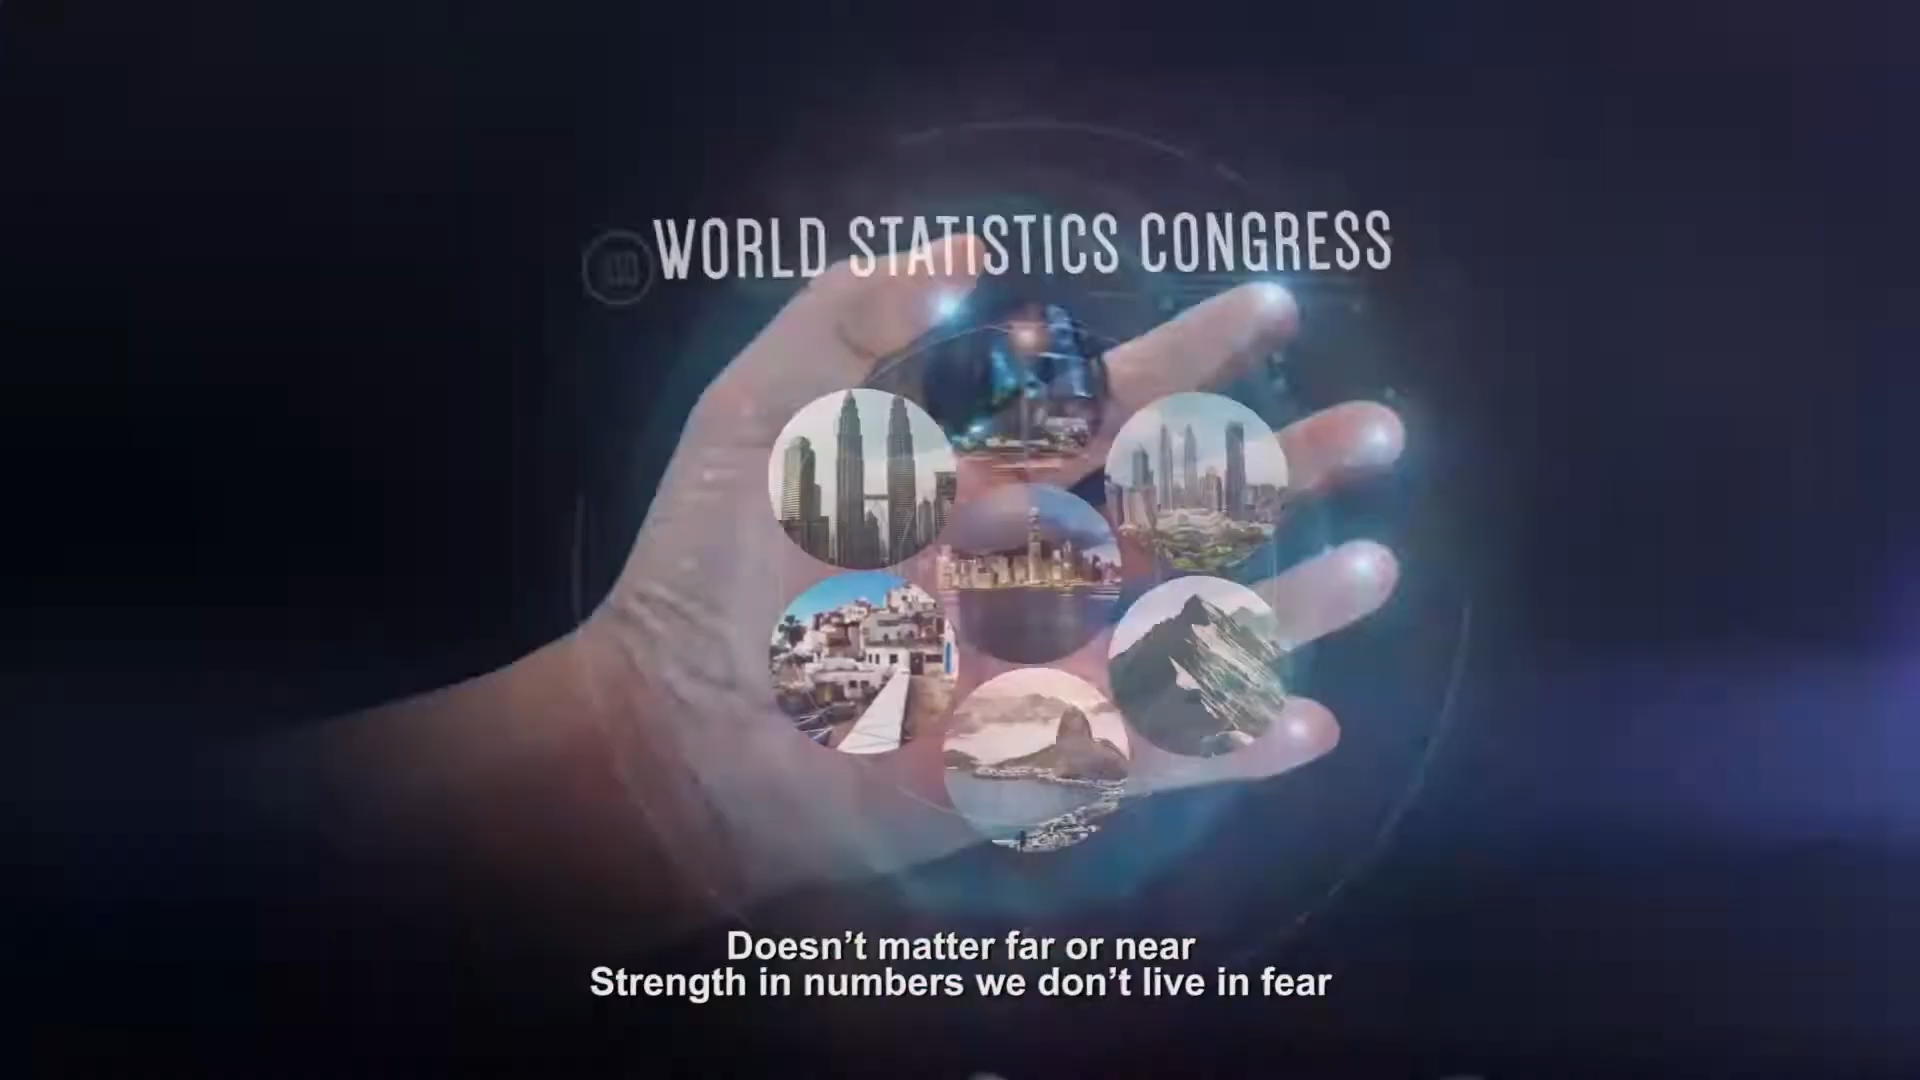 WORLD STATISTICS CONGRESS
Doesn’t matter far or near
Strength in numbers we don’t live in fear